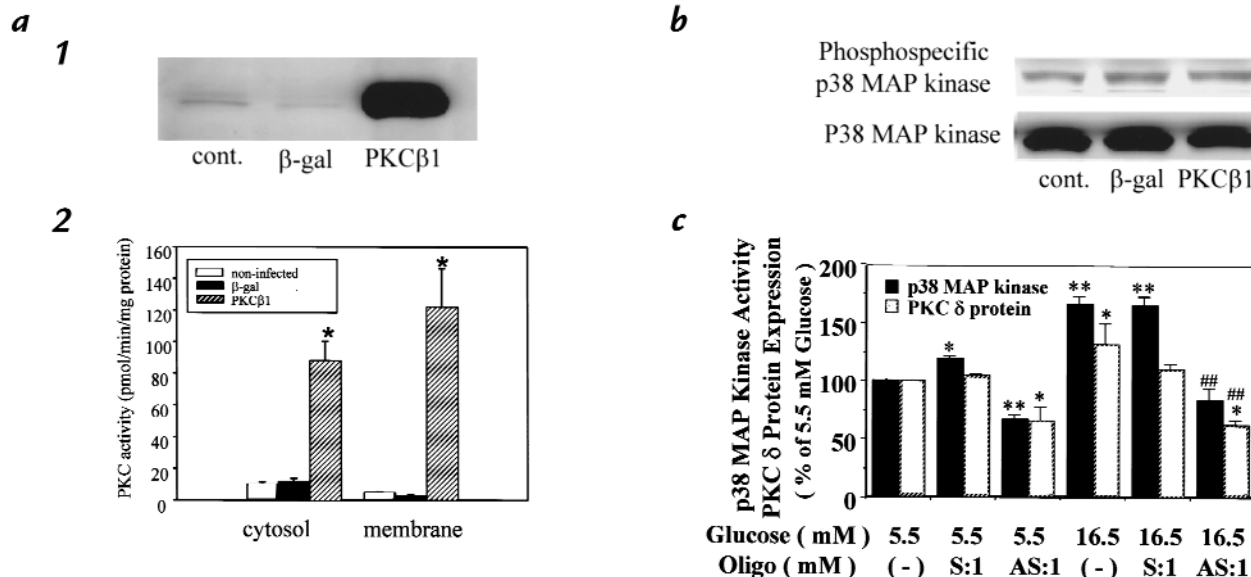 a
1
cont.
β-gal
PKCβ1
2
PKC activity (pmol/min/mg protein)
160
140
120
100
80
60
40
20
0
non-infected
β-gal
PKCβ1
*
*
cytosol
membrane
b
Phosphospecific
p38 MAP kinase
P38 MAP kinase
cont.
β-gal
PKCβ1
c
p38 MAP Kinase Activity
PKC δ Protein Expression
( % of 5.5 mM Glucose )
200
150
100
50
0
p38 MAP kinase
PKC δ protein
*
**
*
**
*
**
##
##
*
Glucose ( mM ) 5.5 5.5 5.5 16.5 16.5 16.5
Oligo ( mM ) ( - ) S:1 AS:1 ( - ) S:1 AS:1